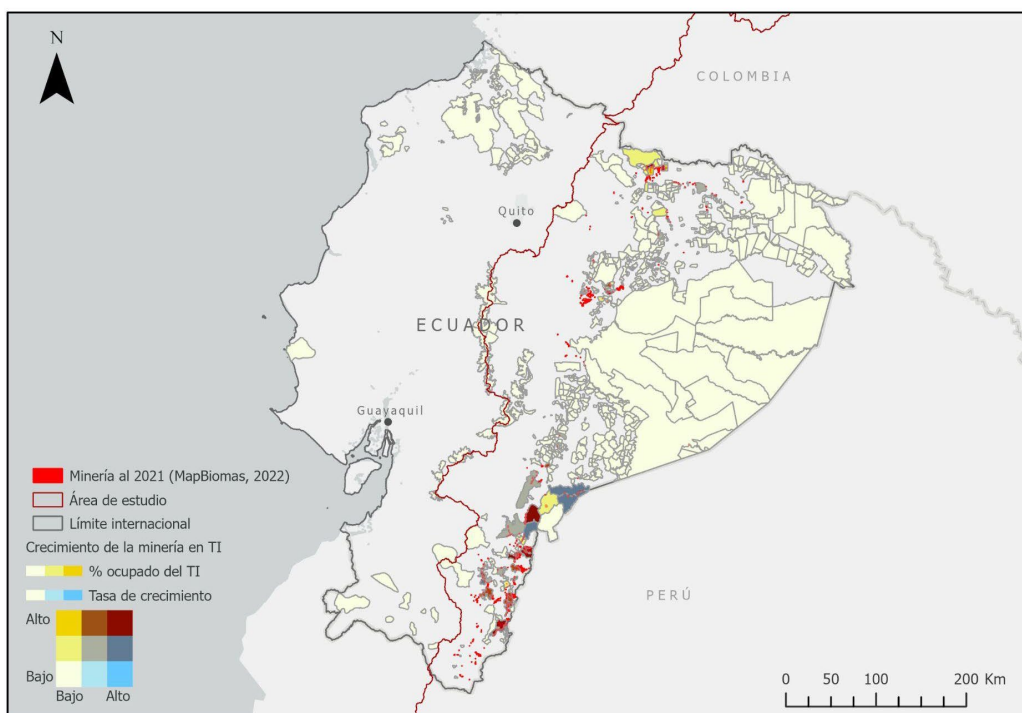 N
COLOMBIA
Quito
ECUADOR
Guayaquil
PERÚ
Minería al 2021 (MapBiomas, 2022)
Área de estudio
Límite internacional
Crecimiento de la minería en TI
% ocupado del TI
Tasa de crecimiento
Alto
Bajo
Bajo Alto
0 50 100 200 Km